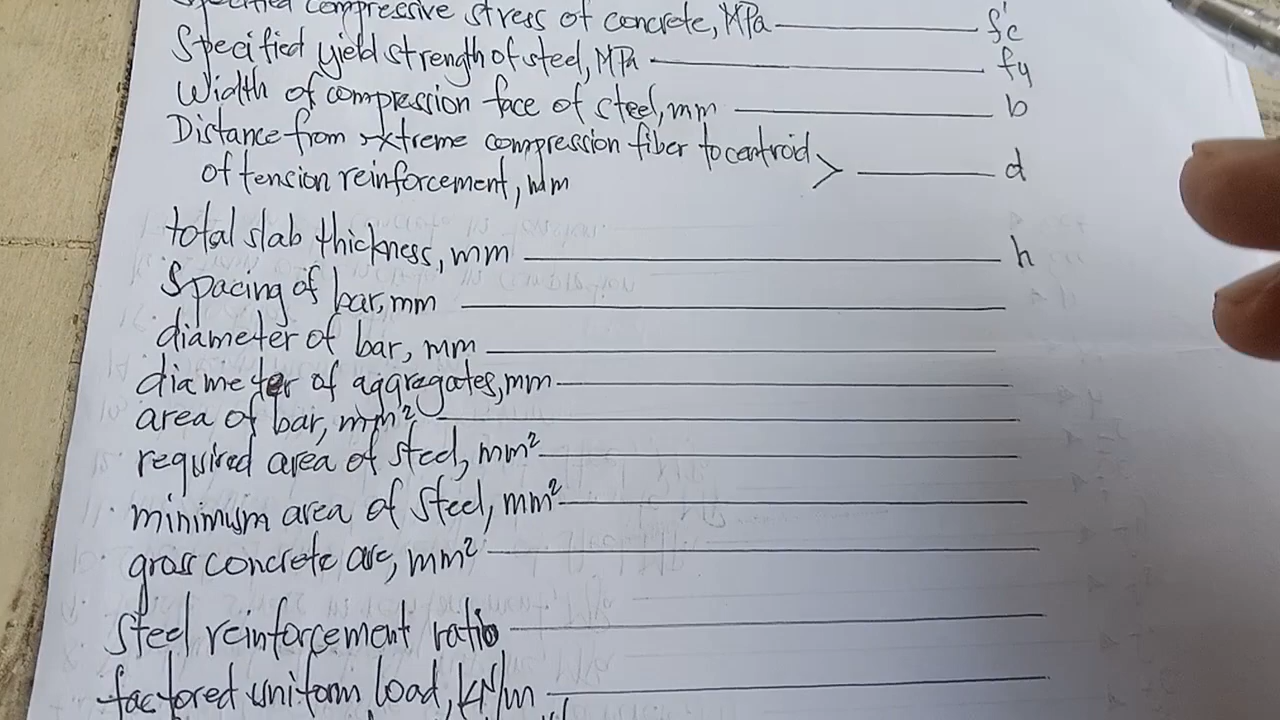 Specified compressive stress of concrete, MPa f'c
Specified yield strength of steel, MPa fy
Width of compression face of steel, mm b
Distance from extreme compression fiber to centroid
of tension reinforcement, mm > d
total slab thickness, mm h
Spacing of bar, mm
diameter of bar, mm
diameter of aggregates, mm
area of bar, mm²
required area of steel, mm²
minimum area of steel, mm²
gross concrete are, mm²
Steel reinforcement ratio
factored uniform load, kN/m